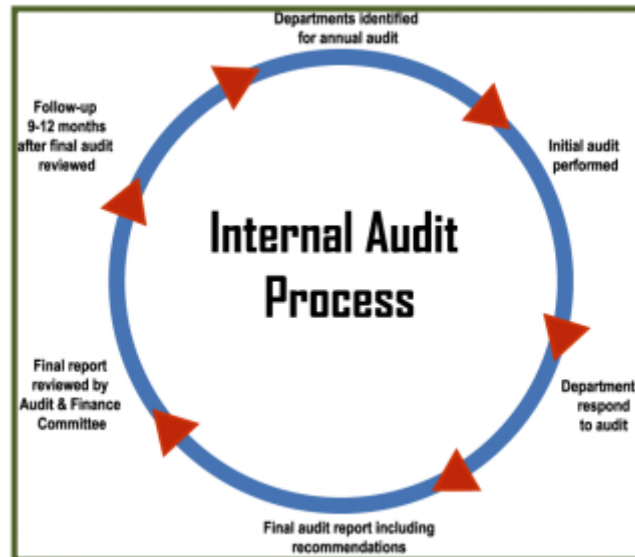 Departments identified
for annual audit
Initial audit
performed
Department
respond
to audit
Final audit report including
recommendations
Final report
reviewed by
Audit & Finance
Committee
Follow-up
9-12 months
after final audit
reviewed
Internal Audit
Process